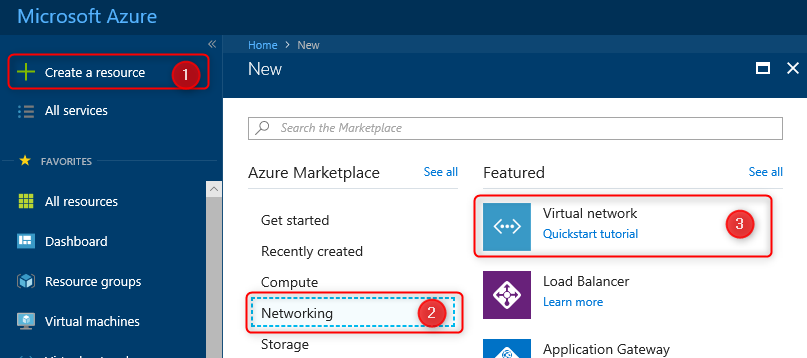 Microsoft Azure
Create a resource 1
All services
FAVORITES
All resources
Dashboard
Resource groups
Virtual machines
Home > New
New
Search the Marketplace
Azure Marketplace See all
Get started
Recently created
Compute
Networking 2
Storage
Featured See all
Virtual network
Quickstart tutorial
3
Load Balancer
Learn more
Application Gateway